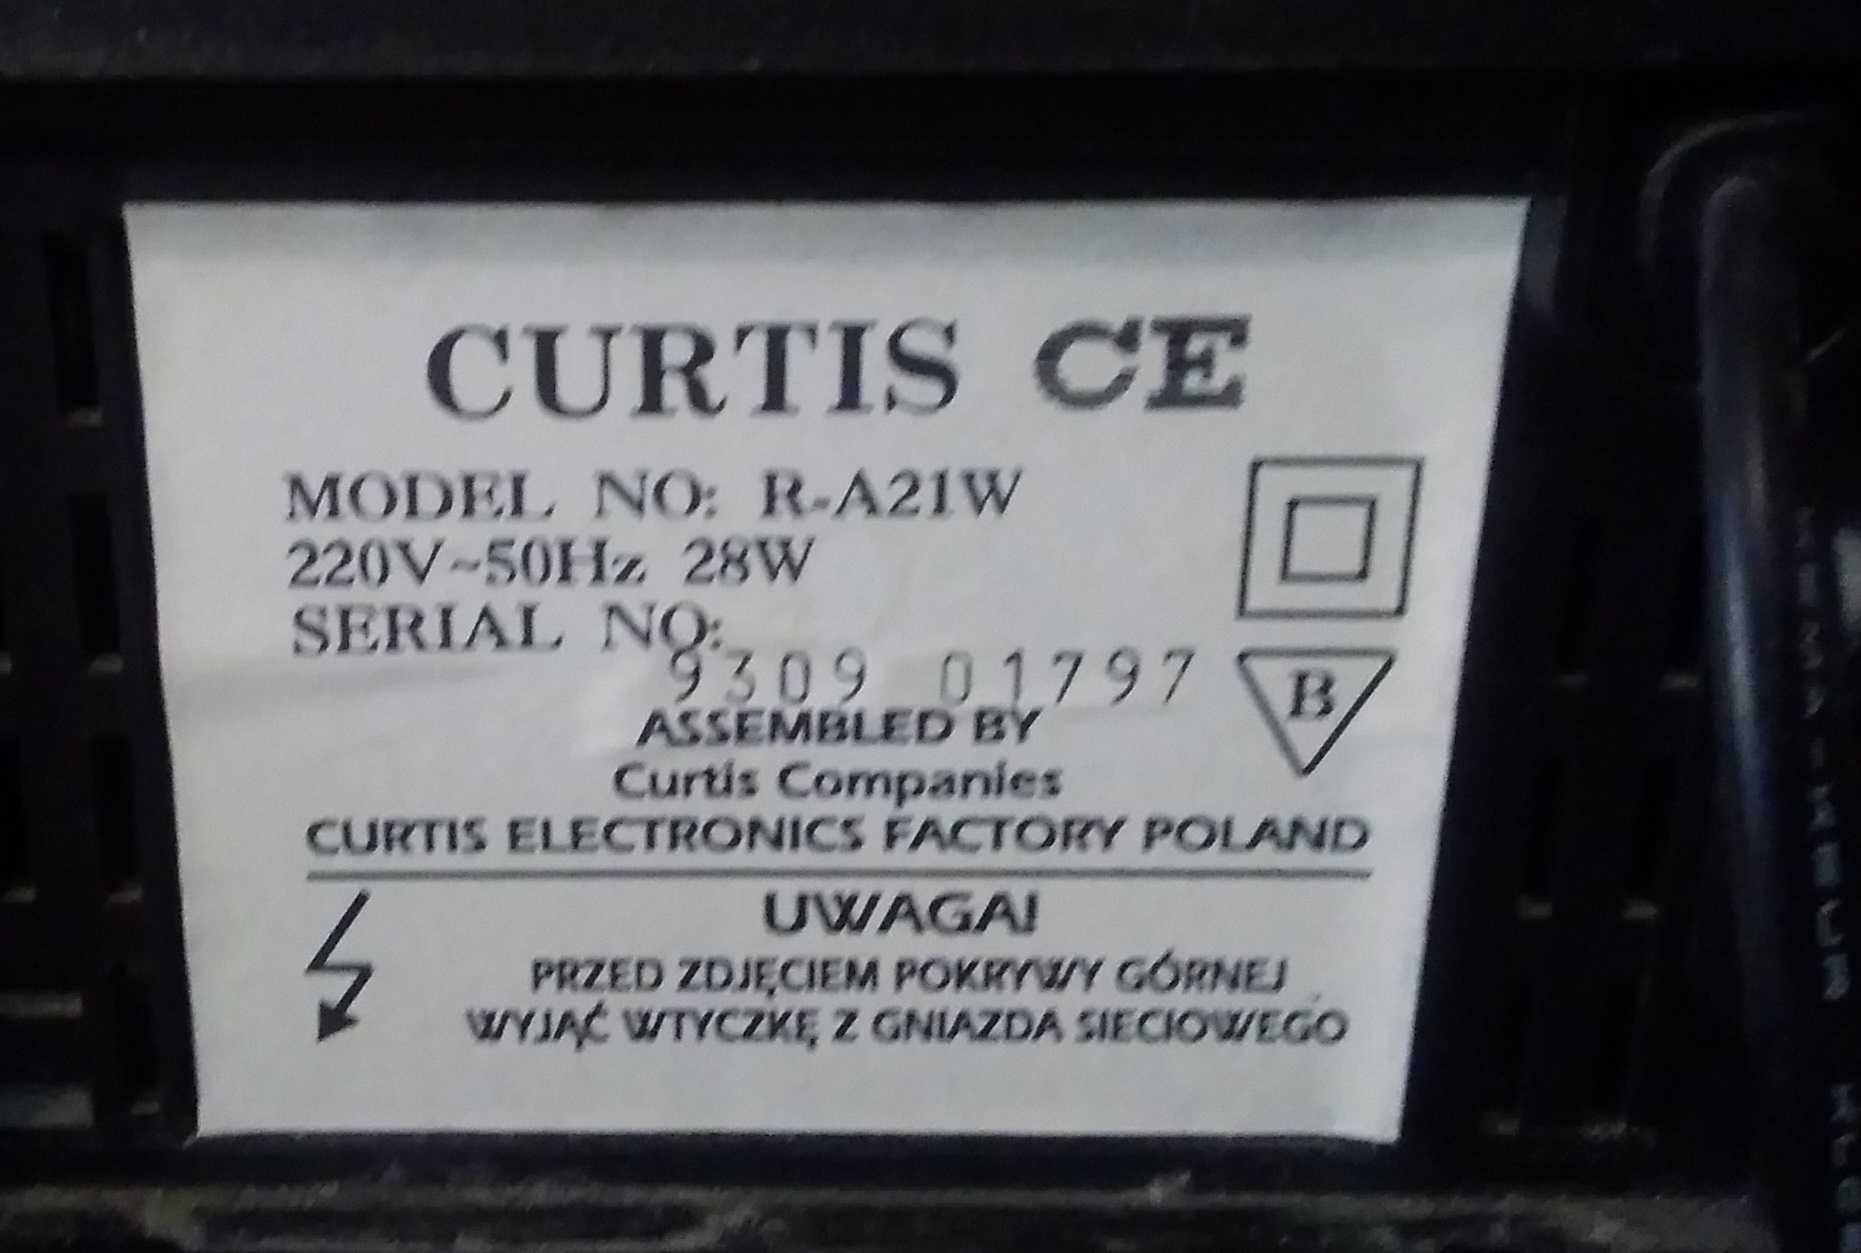 CURTIS CE
MODEL NO: R-A21W
220V~50Hz 28W
SERIAL NO:
9309 01797
B
ASSEMBLED BY
Curtis Companies
CURTIS ELECTRONICS FACTORY POLAND
UWAGA!
PRZED ZDJĘCIEM POKRYWY GÓRNEJ
WYJĄĆ WTYCZKĘ Z GNIAZDA SIECIOWEGO